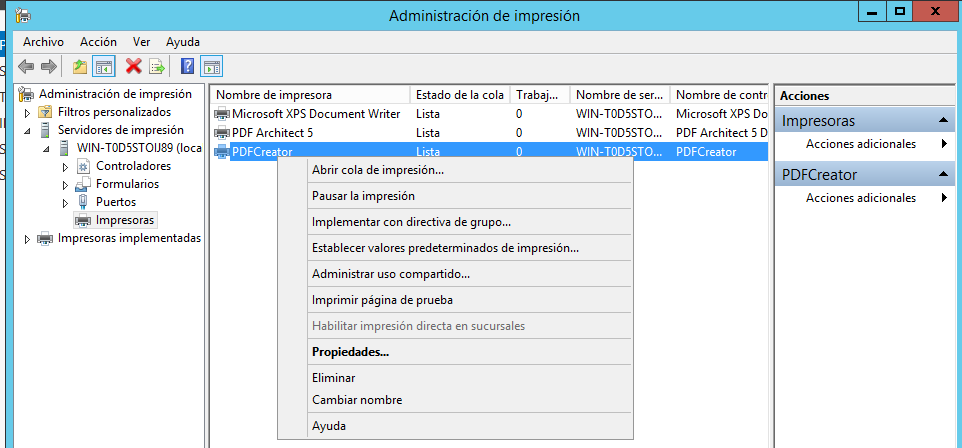 Administración de impresión
Archivo Acción Ver Ayuda
Administración de impresión
Filtros personalizados
Servidores de impresión
WIN-T0D5STOIJ89 (loca
Controladores
Formularios
Puertos
Impresoras
Impresoras implementadas
Nombre de impresora Estado de la cola Trabaj... Nombre de ser... Nombre de contr
Microsoft XPS Document Writer Lista 0 WIN-T0D5STO... Microsoft XPS Do
PDF Architect 5 Lista 0 WIN-T0D5STO... PDF Architect 5 D
PDFCreator Lista 0 WIN-T0D5STO... PDFCreator
Abrir cola de impresión...
Pausar la impresión
Implementar con directiva de grupo...
Establecer valores predeterminados de impresión...
Administrar uso compartido...
Imprimir página de prueba
Habilitar impresión directa en sucursales
Propiedades...
Eliminar
Cambiar nombre
Ayuda
Acciones
Impresoras
Acciones adicionales
PDFCreator
Acciones adicionales